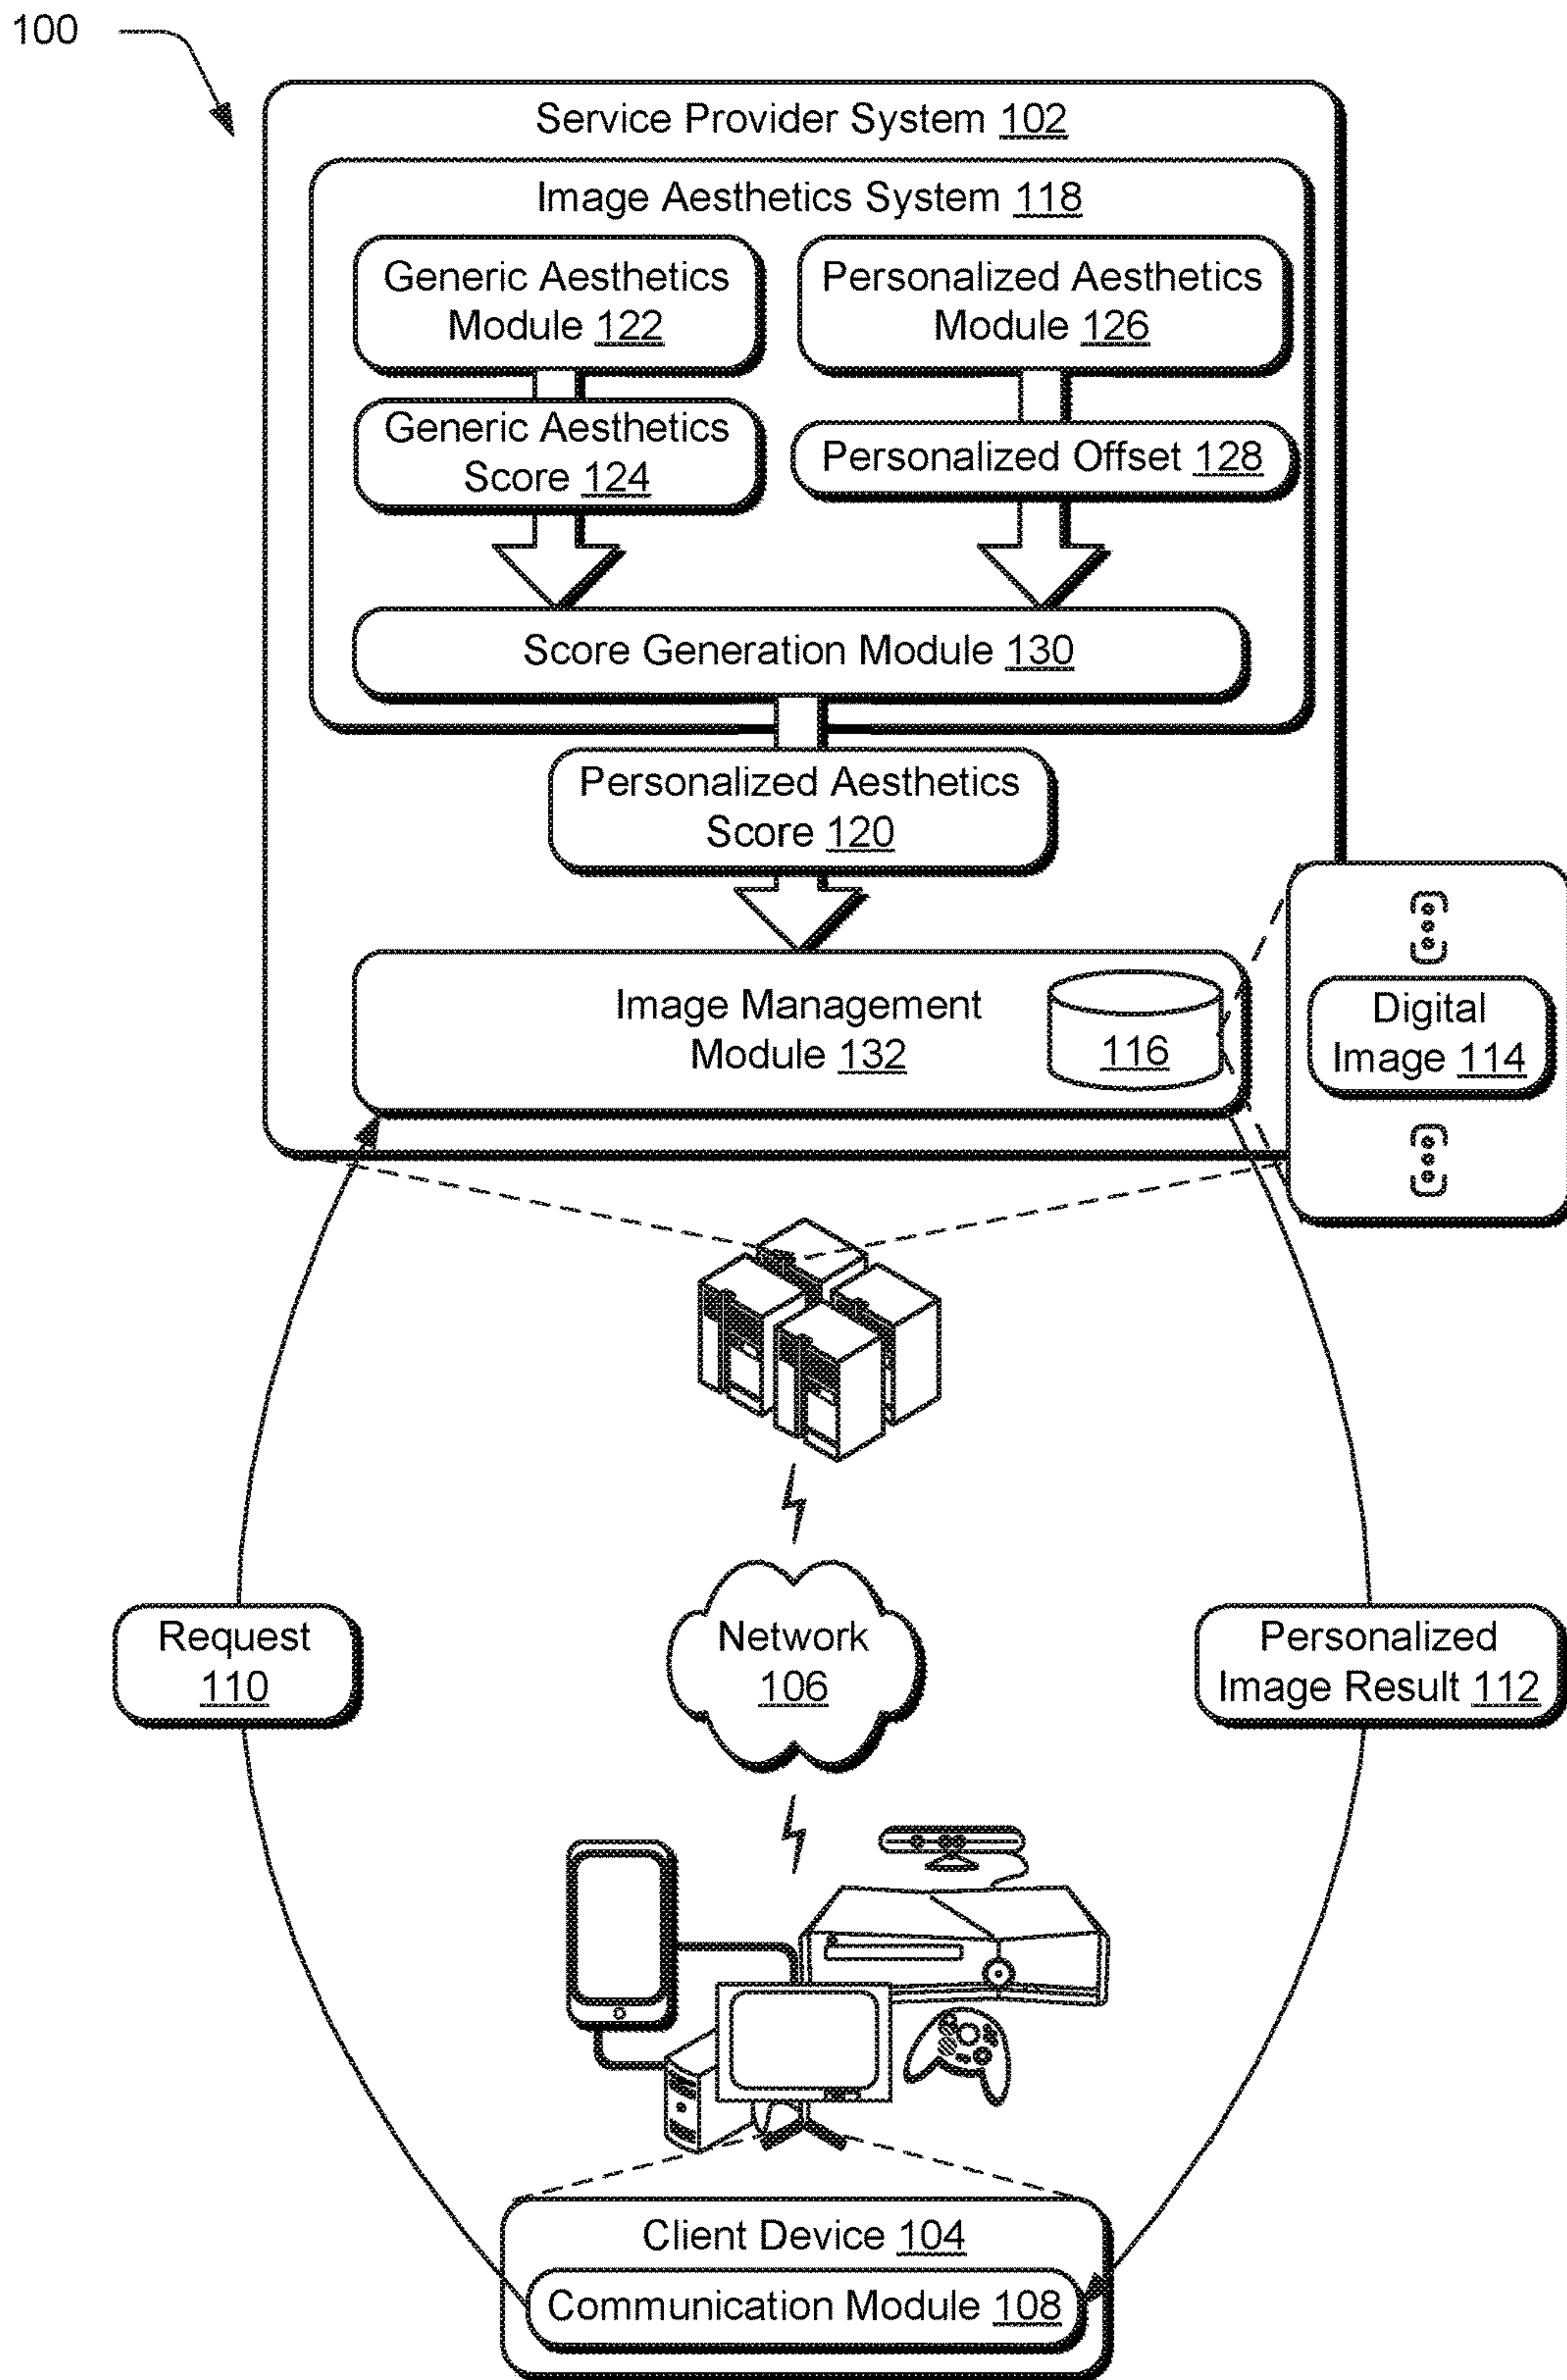 100
Service Provider System 102
Image Aesthetics System 118
Generic Aesthetics
Module 122
Personalized Aesthetics
Module 126
Generic Aesthetics
Score 124
Personalized Offset 128
Score Generation Module 130
Personalized Aesthetics
Score 120
Image Management
Module 132
116
Digital
Image 114
Request
110
Network
106
Personalized
Image Result 112
Client Device 104
Communication Module 108